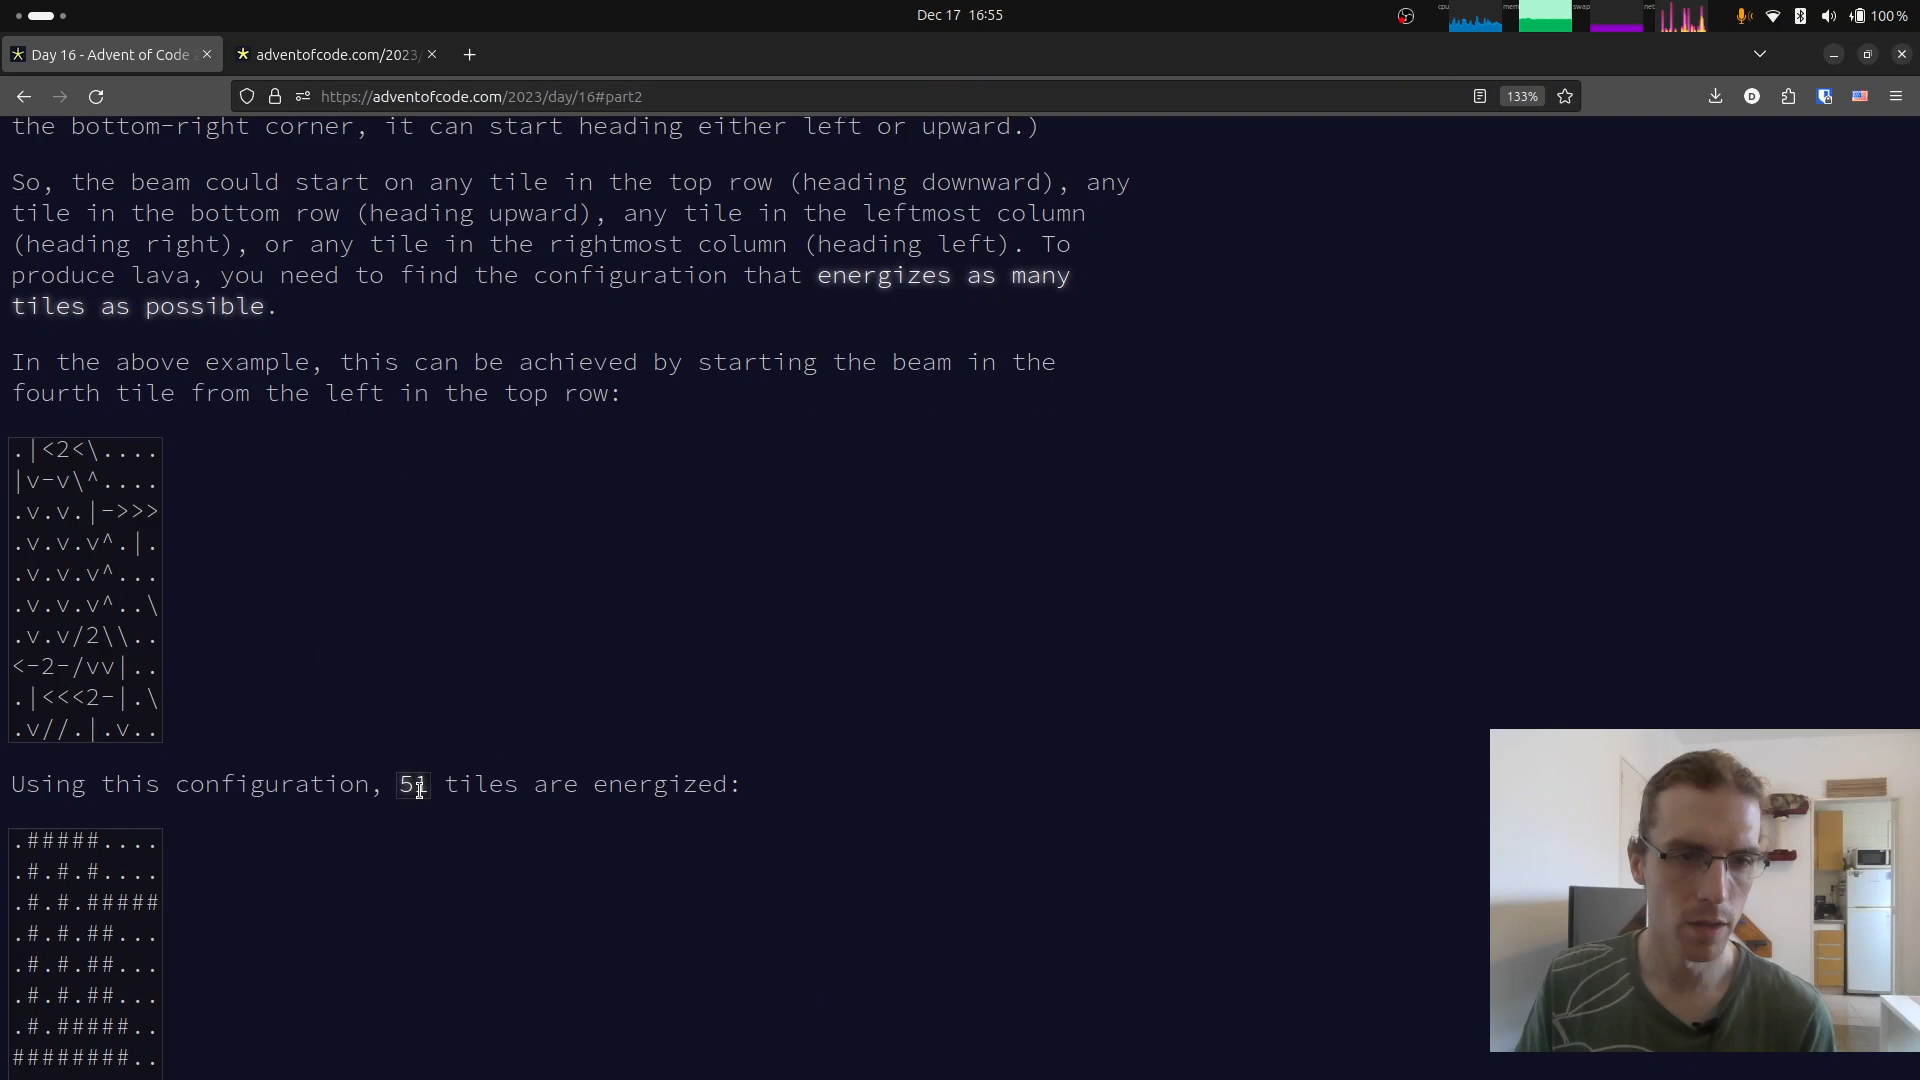 Dec 17 16:55
cpu
mem
swap
net
100 %
Day 16 - Advent of Code 2
adventofcode.com/2023/
https://adventofcode.com/2023/day/16#part2
133%
the bottom-right corner, it can start heading either left or upward.)
So, the beam could start on any tile in the top row (heading downward), any
tile in the bottom row (heading upward), any tile in the leftmost column
(heading right), or any tile in the rightmost column (heading left). To
produce lava, you need to find the configuration that energizes as many
tiles as possible.
In the above example, this can be achieved by starting the beam in the
fourth tile from the left in the top row:
.|<2<\....
|v-v\^....
.v.v.|->>>
.v.v.v^.|.
.v.v.v^...
.v.v.v^..\
.v.v/2\\..
<-2-/vv|..
.|<<<2-|.\
.v//.|.v..
Using this configuration, 51 tiles are energized:
.#####....
.#.#.#....
.#.#.#####
.#.#.##...
.#.#.##...
.#.#.##...
.#.#####..
########..